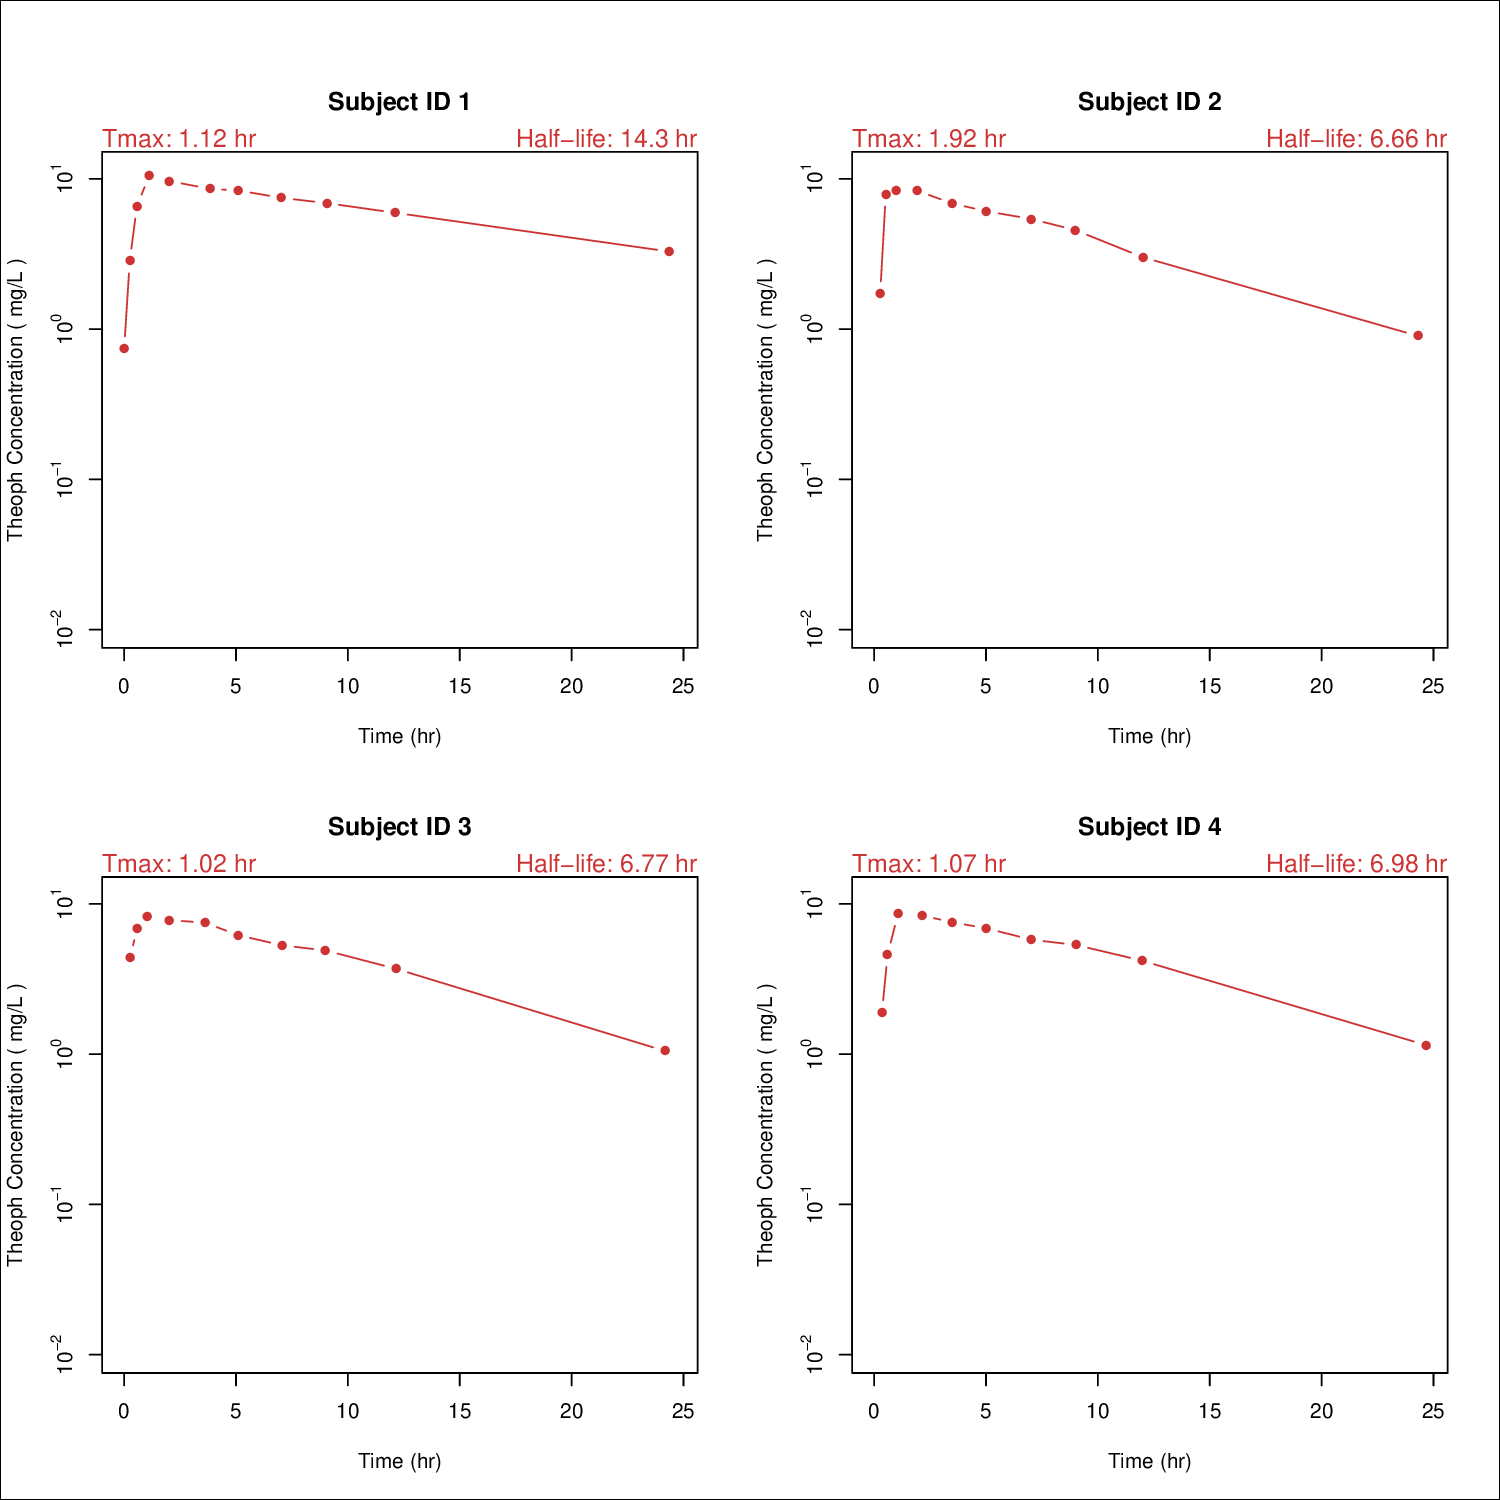 Subject ID 1
Tmax: 1.12 hr Half−life: 14.3 hr
Theoph Concentration ( mg/L )
10^1
10^0
10^−1
10^−2
0 5 10 15 20 25
Time (hr)
Subject ID 2
Tmax: 1.92 hr Half−life: 6.66 hr
Theoph Concentration ( mg/L )
10^1
10^0
10^−1
10^−2
0 5 10 15 20 25
Time (hr)
Subject ID 3
Tmax: 1.02 hr Half−life: 6.77 hr
Theoph Concentration ( mg/L )
10^1
10^0
10^−1
10^−2
0 5 10 15 20 25
Time (hr)
Subject ID 4
Tmax: 1.07 hr Half−life: 6.98 hr
Theoph Concentration ( mg/L )
10^1
10^0
10^−1
10^−2
0 5 10 15 20 25
Time (hr)